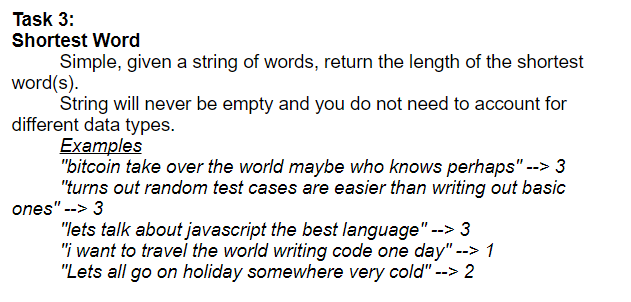 Task 3:
Shortest Word
Simple, given a string of words, return the length of the shortest
word(s).
String will never be empty and you do not need to account for
different data types.
Examples
"bitcoin take over the world maybe who knows perhaps" --> 3
"turns out random test cases are easier than writing out basic
ones" --> 3
"lets talk about javascript the best language" --> 3
"i want to travel the world writing code one day" --> 1
"Lets all go on holiday somewhere very cold" --> 2